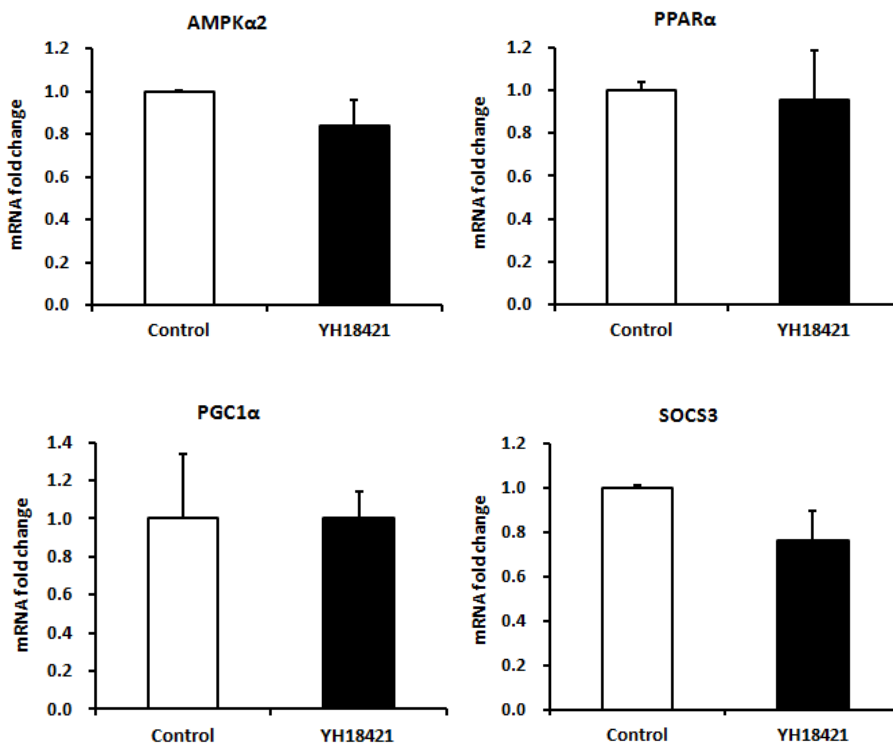 AMPKα2
mRNA fold change
1.2
1.0
0.8
0.6
0.4
0.2
0.0
Control YH18421
PPARα
mRNA fold change
1.2
1.0
0.8
0.6
0.4
0.2
0.0
Control YH18421
PGC1α
mRNA fold change
1.4
1.2
1.0
0.8
0.6
0.4
0.2
0.0
Control YH18421
SOCS3
mRNA fold change
1.2
1.0
0.8
0.6
0.4
0.2
0.0
Control YH18421